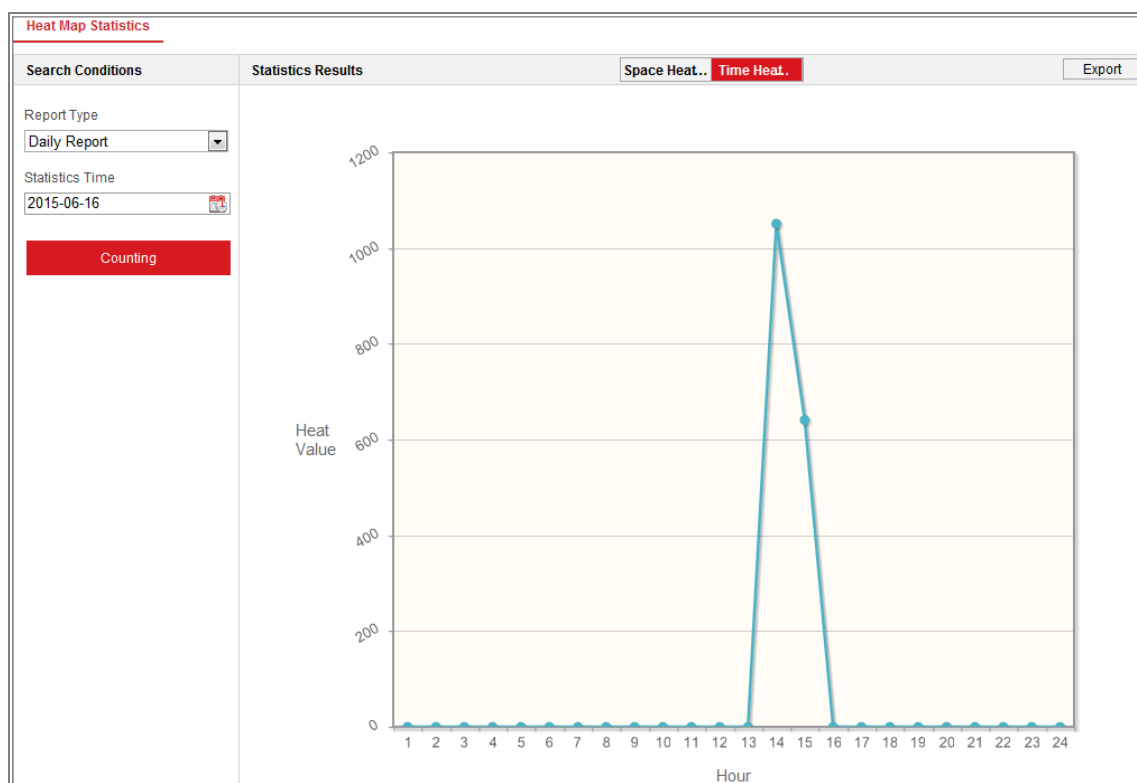 Heat Map Statistics
Search Conditions
Statistics Results
Space Heat...
Time Heat..
Export
Report Type
Daily Report
Statistics Time
2015-06-16
Counting
1200
1000
800
600
400
200
0
Heat
Value
1 2 3 4 5 6 7 8 9 10 11 12 13 14 15 16 17 18 19 20 21 22 23 24
Hour